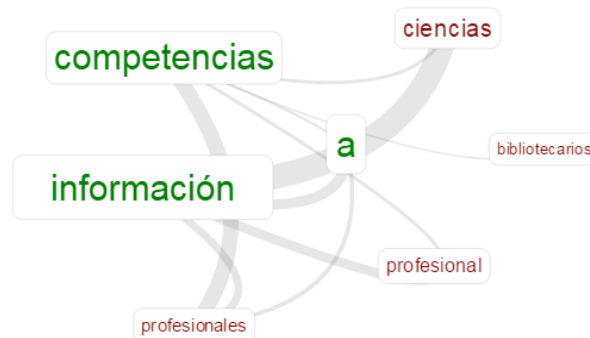 ciencias
competencias
a
bibliotecarios
información
profesional
profesionales